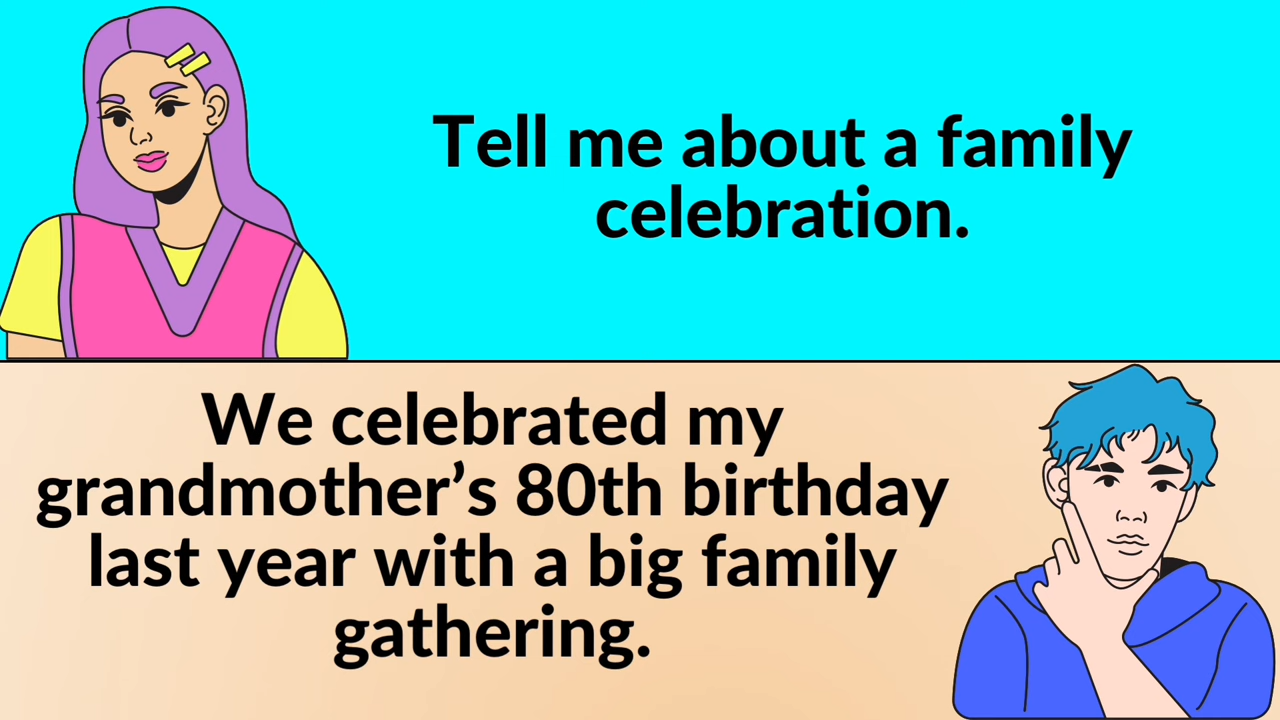 Tell me about a family
celebration.
We celebrated my
grandmother’s 80th birthday
last year with a big family
gathering.